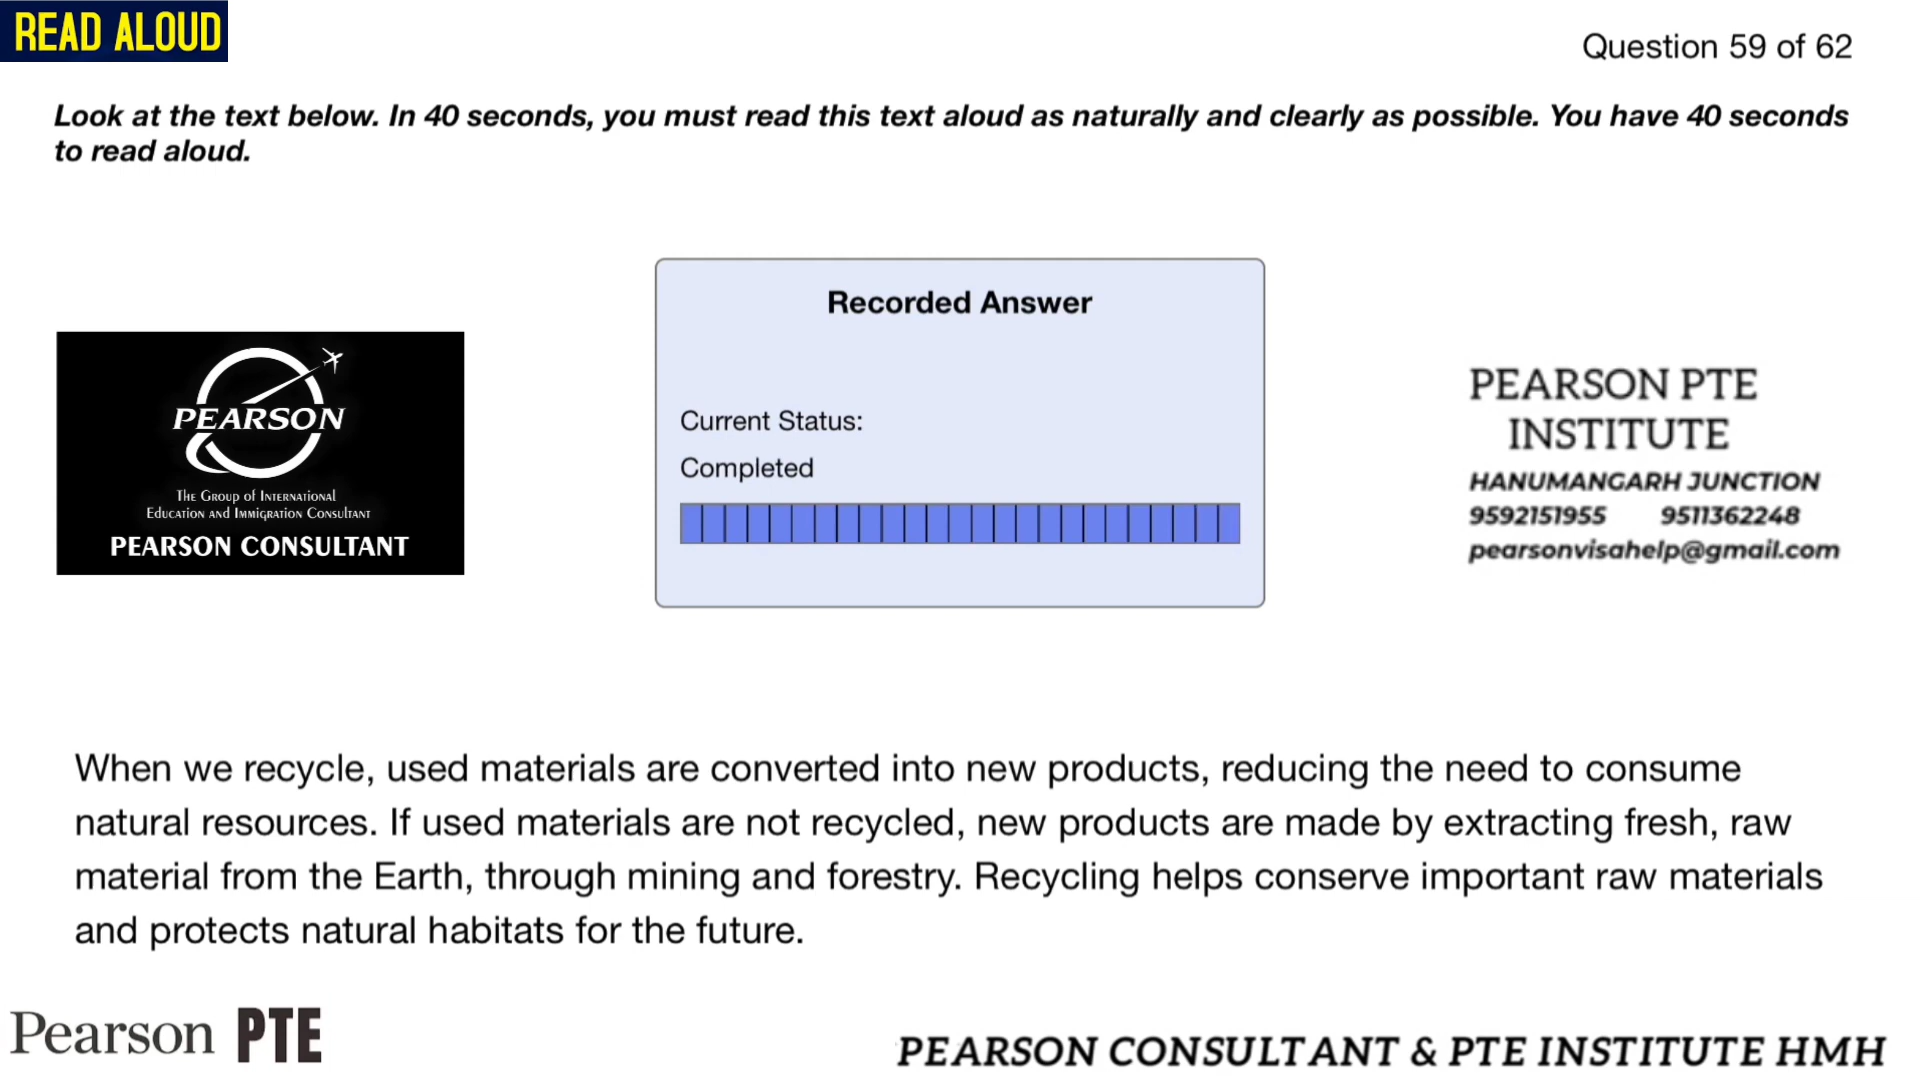 READ ALOUD
Question 59 of 62
Look at the text below. In 40 seconds, you must read this text aloud as naturally and clearly as possible. You have 40 seconds
to read aloud.
Recorded Answer
Current Status:
Completed
PEARSON
The Group of International
Education and Immigration Consultant
PEARSON CONSULTANT
PEARSON PTE
INSTITUTE
HANUMANGARH JUNCTION
9592151955 9511362248
pearsonvisahelp@gmail.com
When we recycle, used materials are converted into new products, reducing the need to consume
natural resources. If used materials are not recycled, new products are made by extracting fresh, raw
material from the Earth, through mining and forestry. Recycling helps conserve important raw materials
and protects natural habitats for the future.
Pearson PTE
PEARSON CONSULTANT & PTE INSTITUTE HMH